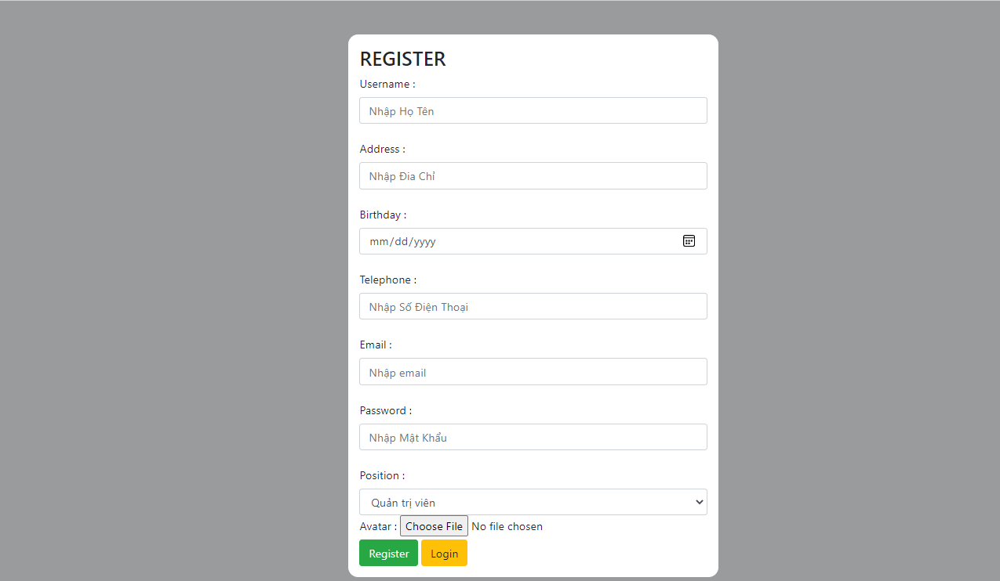 REGISTER
Username :
Nhập Họ Tên
Address :
Nhập Đia Chỉ
Birthday :
mm/dd/yyyy
Telephone :
Nhập Số Điện Thoại
Email :
Nhập email
Password :
Nhập Mật Khẩu
Position :
Quản trị viên
Avatar : Choose File No file chosen
Register Login